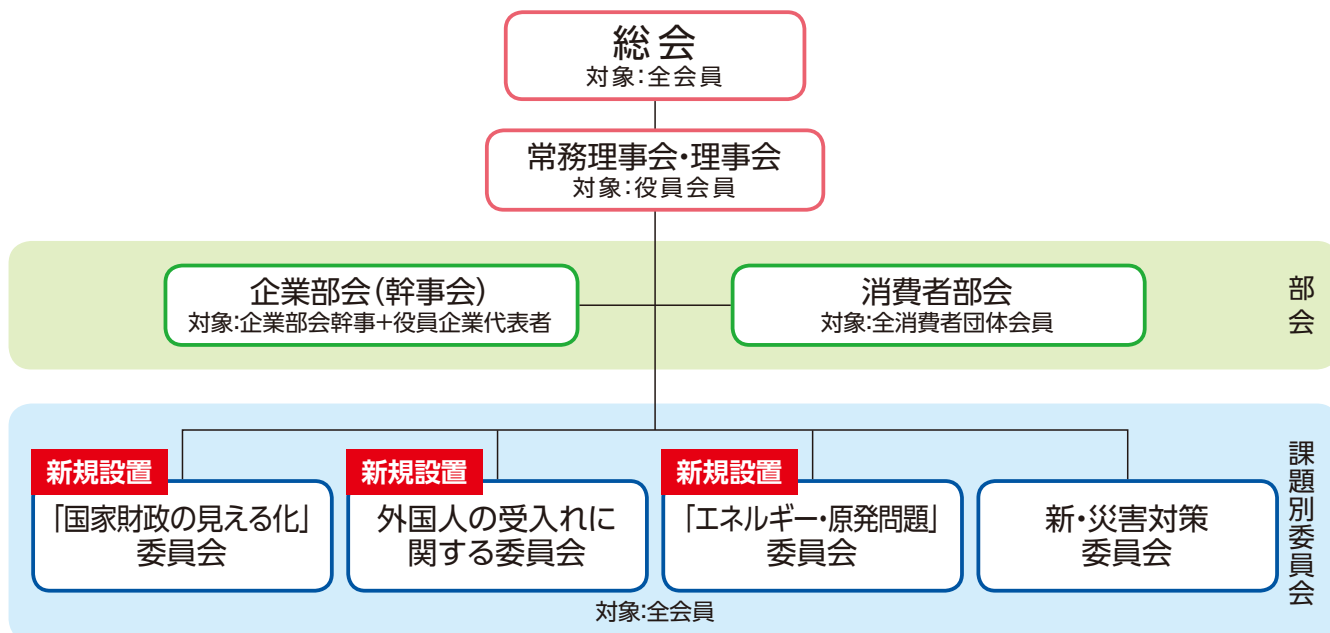 総会
対象：全会員
常務理事会・理事会
対象：役員会員
企業部会（幹事会）
対象：企業部会幹事＋役員企業代表者
消費者部会
対象：全消費者団体会員
部会
新規設置
「国家財政の見える化」
委員会
新規設置
外国人の受入れに
関する委員会
新規設置
「エネルギー・原発問題」
委員会
新・災害対策
委員会
課題別委員会
対象：全会員